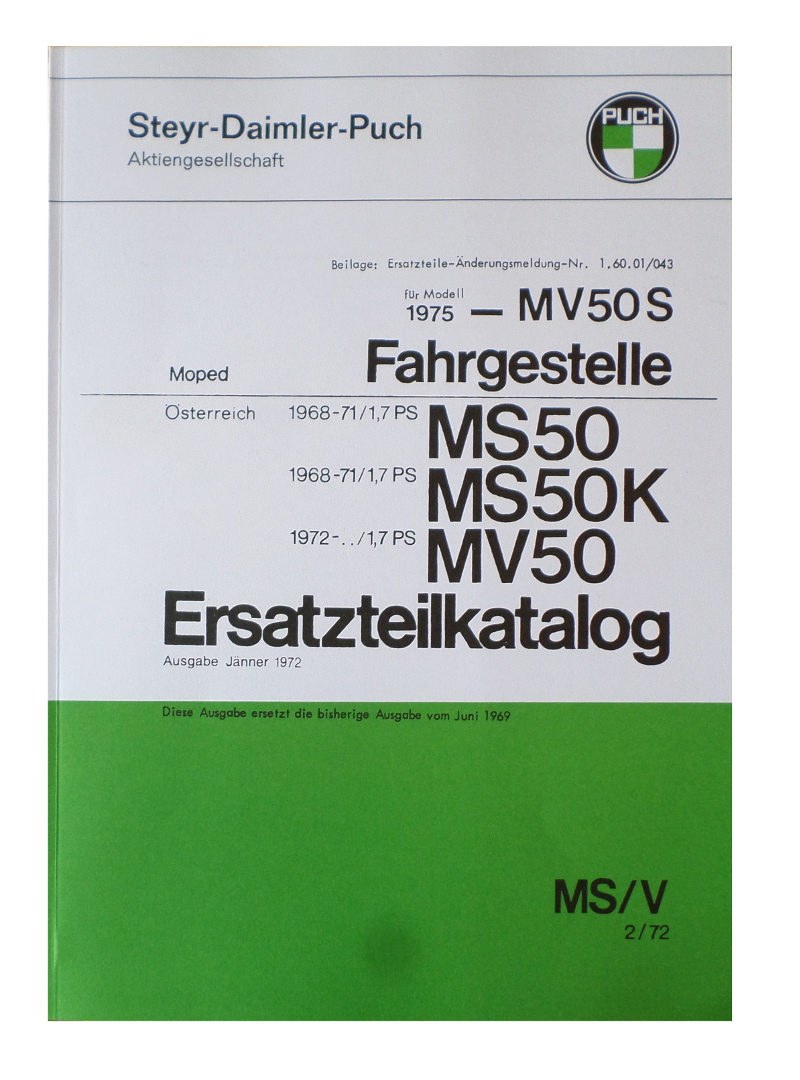 Steyr-Daimler-Puch
Aktiengesellschaft
PUCH
Beilage: Ersatzteile-Änderungsmeldung-Nr. 1.60.01/043
für Modell
1975 — MV50S
Moped Fahrgestelle
Österreich 1968-71/1,7 PS MS50
1968-71/1,7 PS MS50K
1972-../1,7 PS MV50
Ersatzteilkatalog
Ausgabe Jänner 1972
Diese Ausgabe ersetzt die bisherige Ausgabe vom Juni 1969
MS/V
2/72